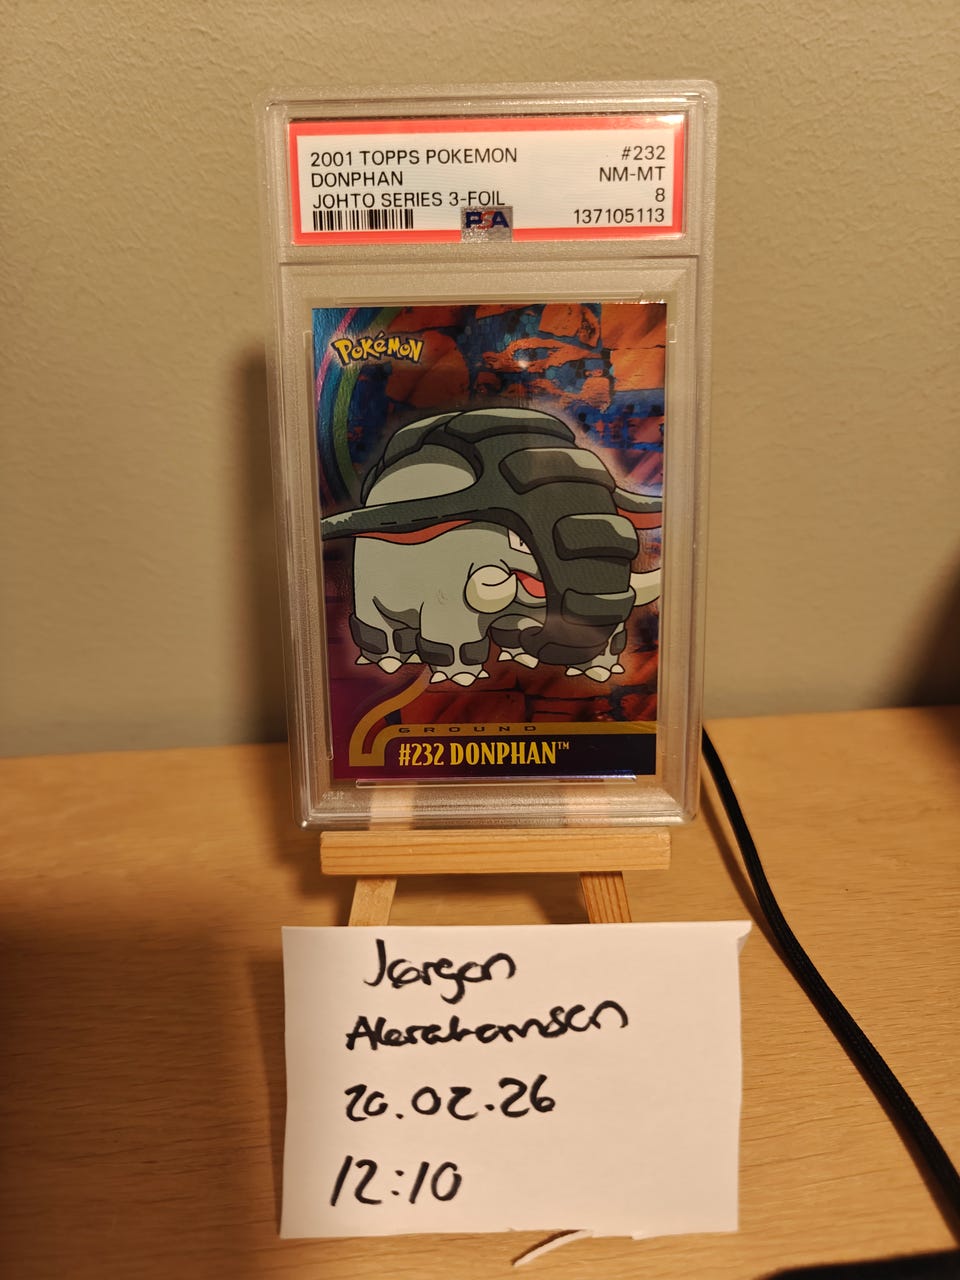 2001 TOPPS POKEMON #232
DONPHAN NM-MT
JOHTO SERIES 3-FOIL 8
PSA 137105113
POKéMON
GROUND
#232 DONPHAN™
Jørgen
Abrahamsen
20.02.26
12:10